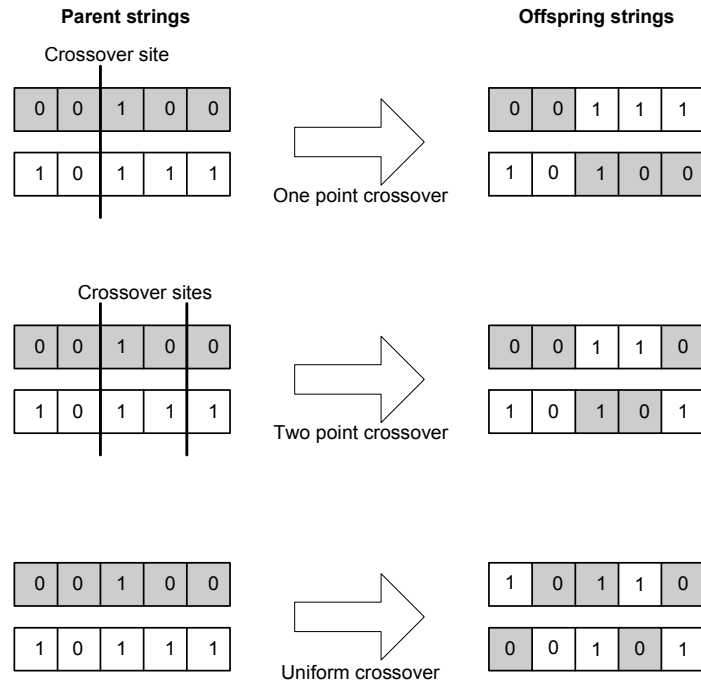 Parent strings
Offspring strings
Crossover site
0 0 1 0 0
0 0 1 1 1
1 0 1 1 1
1 0 1 0 0
One point crossover
Crossover sites
0 0 1 0 0
0 0 1 1 0
1 0 1 1 1
1 0 1 0 1
Two point crossover
0 0 1 0 0
1 0 1 1 0
1 0 1 1 1
0 0 1 0 1
Uniform crossover